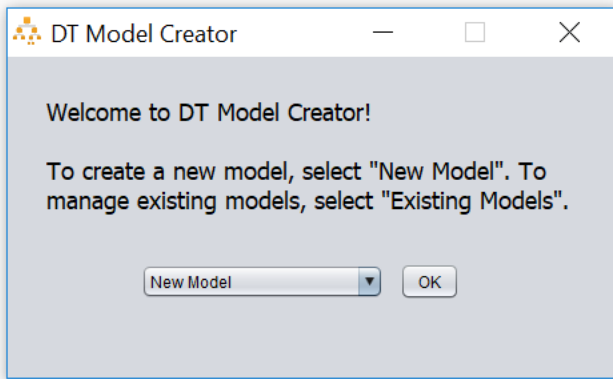 DT Model Creator
Welcome to DT Model Creator!
To create a new model, select "New Model". To
manage existing models, select "Existing Models".
New Model
OK